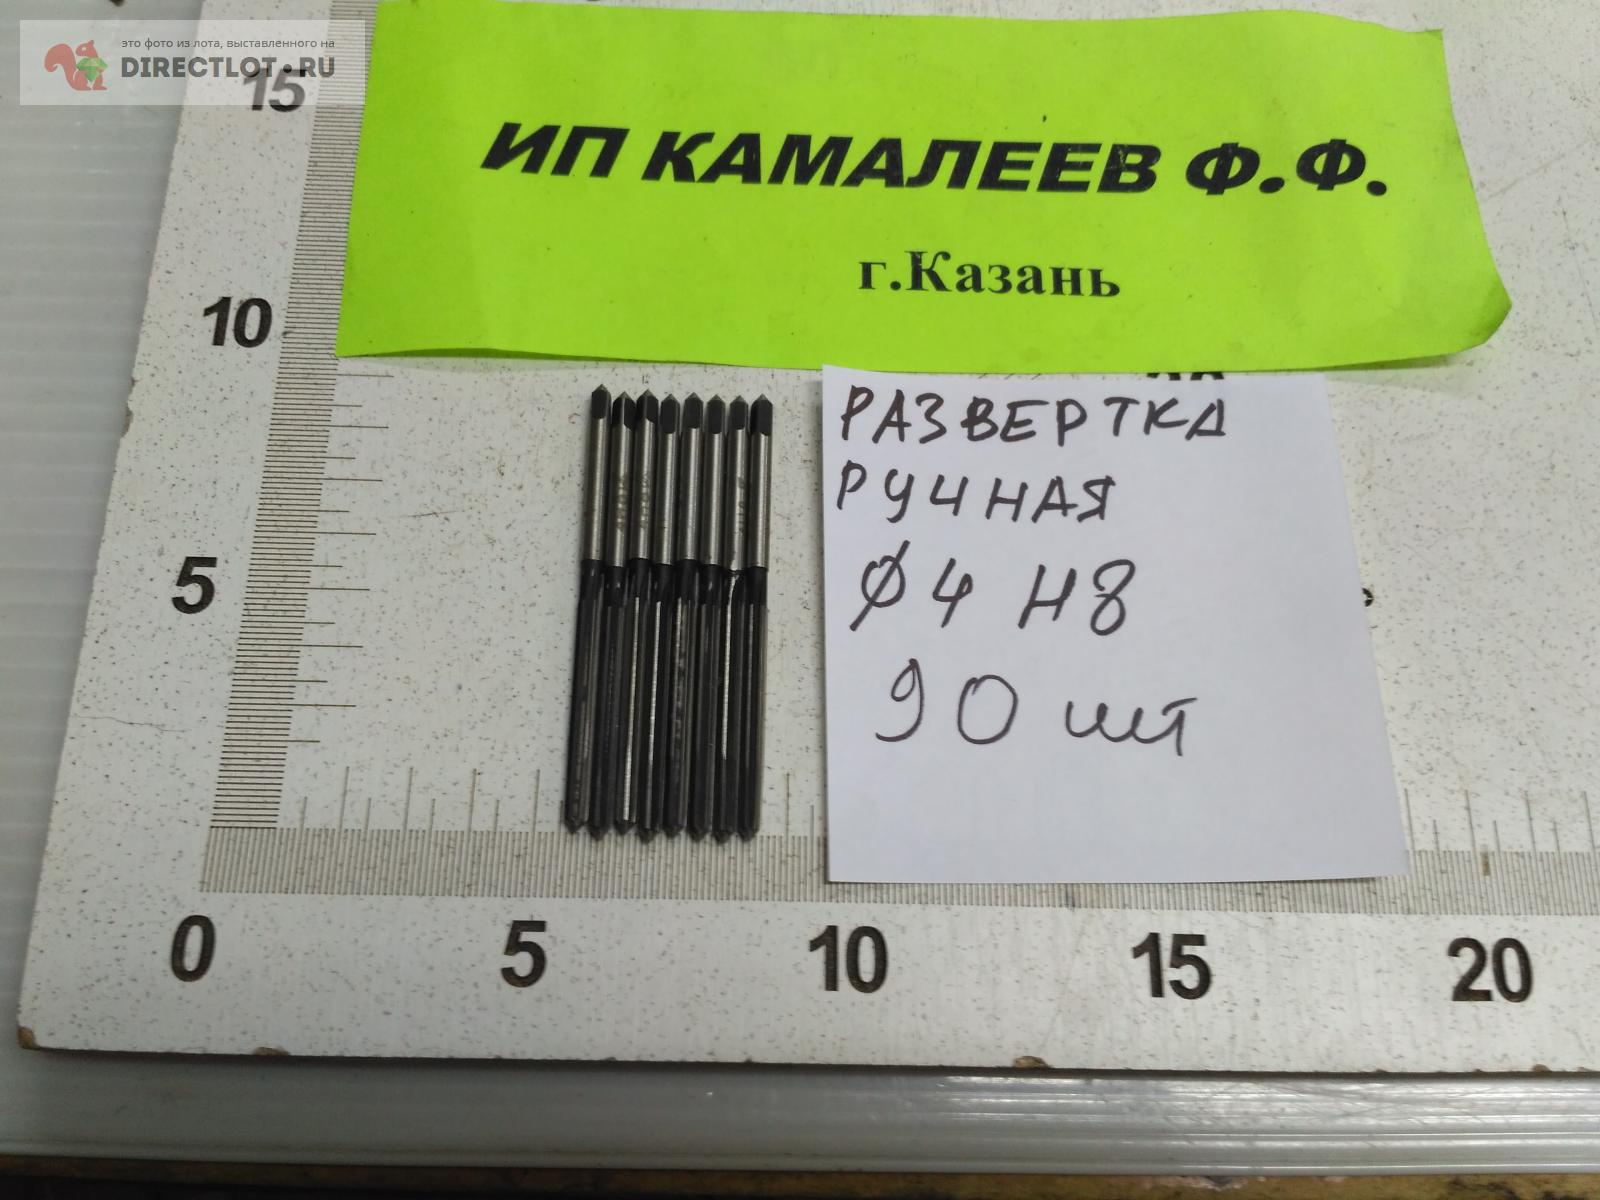 это фото из лота, выставленного на
DIRECTLOT.RU
15
ИП КАМАЛЕЕВ Ф.Ф.
г.Казань
10
РАЗВЕРТКА
РУЧНАЯ
Ø4 H8
90 шт
5
0 5 10 15 20